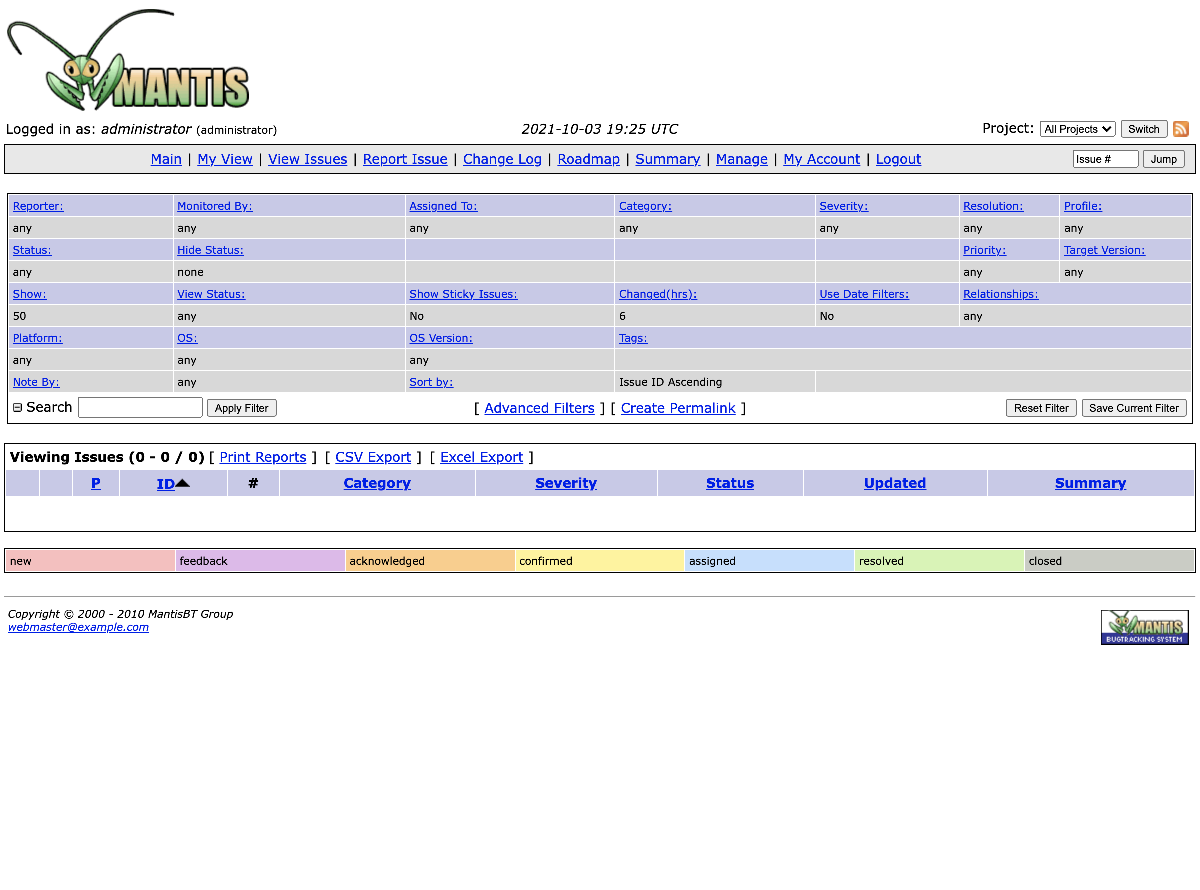 MANTIS
Logged in as: administrator (administrator) 2021-10-03 19:25 UTC Project: All Projects Switch
Main | My View | View Issues | Report Issue | Change Log | Roadmap | Summary | Manage | My Account | Logout Issue # Jump
Reporter: Monitored By: Assigned To: Category: Severity: Resolution: Profile:
any any any any any any any
Status: Hide Status: Priority: Target Version:
any none any any
Show: View Status: Show Sticky Issues: Changed(hrs): Use Date Filters: Relationships:
50 any No 6 No any
Platform: OS: OS Version: Tags:
any any any
Note By: any Sort by: Issue ID Ascending
Search Apply Filter [ Advanced Filters ] [ Create Permalink ] Reset Filter Save Current Filter
Viewing Issues (0 - 0 / 0) [ Print Reports ] [ CSV Export ] [ Excel Export ]
P ID # Category Severity Status Updated Summary
new feedback acknowledged confirmed assigned resolved closed
Copyright © 2000 - 2010 MantisBT Group
webmaster@example.com
MANTIS
BUGTRACKING SYSTEM